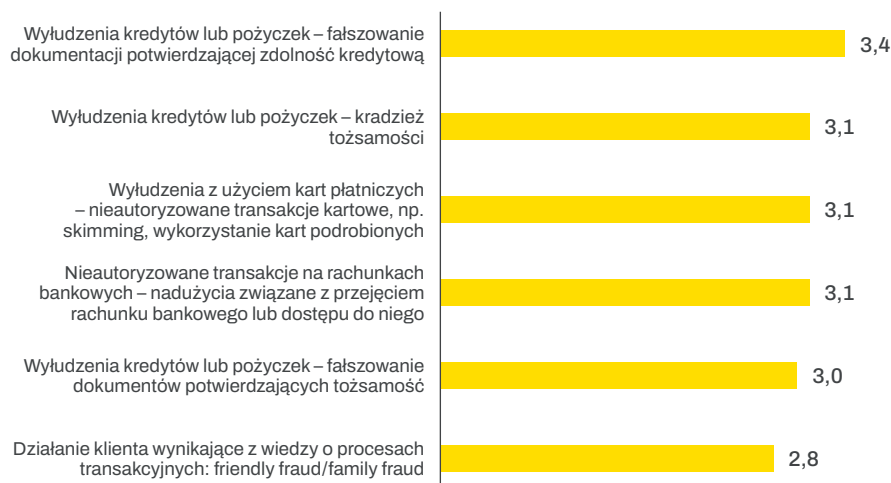 Wyłudzenia kredytów lub pożyczek – fałszowanie
dokumentacji potwierdzającej zdolność kredytową
3,4
Wyłudzenia kredytów lub pożyczek – kradzież
tożsamości
3,1
Wyłudzenia z użyciem kart płatniczych
– nieautoryzowane transakcje kartowe, np.
skimming, wykorzystanie kart podrobionych
3,1
Nieautoryzowane transakcje na rachunkach
bankowych – nadużycia związane z przejęciem
rachunku bankowego lub dostępu do niego
3,1
Wyłudzenia kredytów lub pożyczek – fałszowanie
dokumentów potwierdzających tożsamość
3,0
Działanie klienta wynikające z wiedzy o procesach
transakcyjnych: friendly fraud/family fraud
2,8